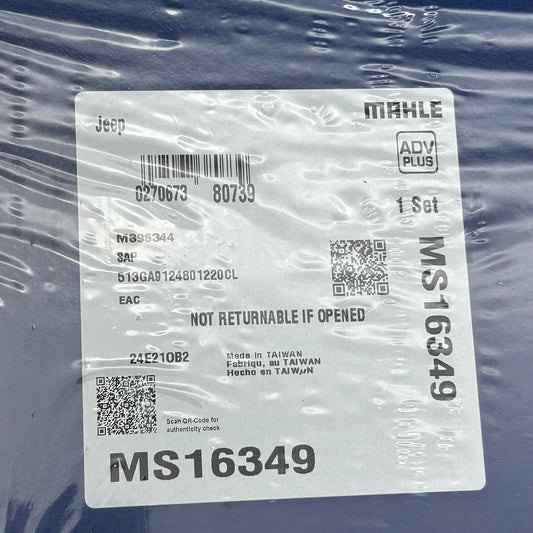 Jeep
MAHLE
ADV
PLUS
0270673 80739
1 Set
M396344
SAP
513GA9124801220CL
EAC
MS16349
NOT RETURNABLE IF OPENED
24E210B2
Made in TAIWAN
Fabriqu, au TAIWAN
Hecho en TAIWµN
Scan QR-Code for
authenticity check
MS16349